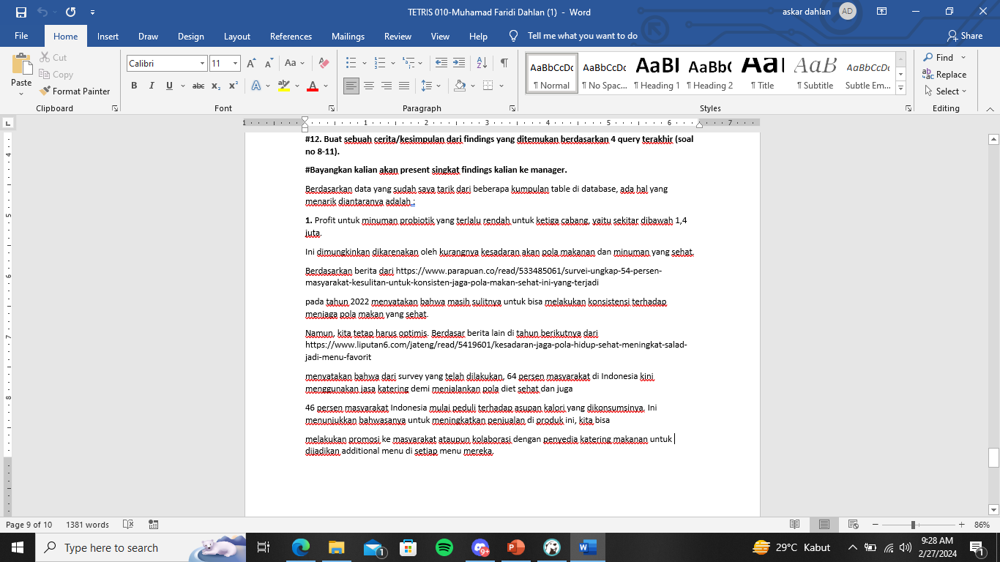 TETRIS 010-Muhamad Faridi Dahlan (1) - Word
askar dahlan
AD
File
Home
Insert
Draw
Design
Layout
References
Mailings
Review
View
Help
Tell me what you want to do
Share
Paste
Cut
Copy
Format Painter
Clipboard
Calibri
11
Font
Paragraph
AaBbCcDc
¶ Normal
AaBbCcDc
¶ No Spac...
AaBl
¶ Heading 1
AaBbC
¶ Heading 2
AaI
¶ Title
AaB
¶ Subtitle
AaBbCcDc
Subtle Em...
Styles
Find
Replace
Select
Editing
#12. Buat sebuah cerita/kesimpulan dari findings yang ditemukan berdasarkan 4 query terakhir (soal
no 8-11).
#Bayangkan kalian akan present singkat findings kalian ke manager.
Berdasarkan data yang sudah saya tarik dari beberapa kumpulan table di database, ada hal yang
menarik diantaranya adalah :
1. Profit untuk minuman probiotik yang terlalu rendah untuk ketiga cabang, yaitu sekitar dibawah 1,4
juta.
Ini dimungkinkan dikarenakan oleh kurangnya kesadaran akan pola makanan dan minuman yang sehat.
Berdasarkan berita dari https://www.parapuan.co/read/533485061/survei-ungkap-54-persen-
masyarakat-kesulitan-untuk-konsisten-jaga-pola-makan-sehat-ini-yang-terjadi
pada tahun 2022 menyatakan bahwa masih sulitnya untuk bisa melakukan konsistensi terhadap
menjaga pola makan yang sehat.
Namun, kita tetap harus optimis. Berdasar berita lain di tahun berikutnya dari
https://www.liputan6.com/jateng/read/5419601/kesadaran-jaga-pola-hidup-sehat-meningkat-salad-
jadi-menu-favorit
menyatakan bahwa dari survey yang telah dilakukan, 64 persen masyarakat di Indonesia kini
menggunakan jasa katering demi menjalankan pola diet sehat dan juga
46 persen masyarakat Indonesia mulai peduli terhadap asupan kalori yang dikonsumsinya. Ini
menunjukkan bahwasanya untuk meningkatkan penjualan di produk ini, kita bisa
melakukan promosi ke masyarakat ataupun kolaborasi dengan penyedia katering makanan untuk
dijadikan additional menu di setiap menu mereka.
Page 9 of 10
1381 words
86%
Type here to search
29°C Kabut
9:28 AM
2/27/2024